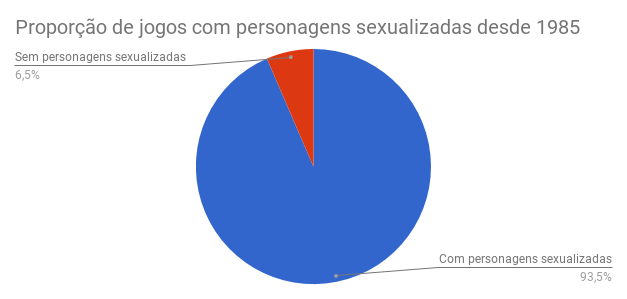 Proporção de jogos com personagens sexualizadas desde 1985
Sem personagens sexualizadas
6,5%
Com personagens sexualizadas
93,5%